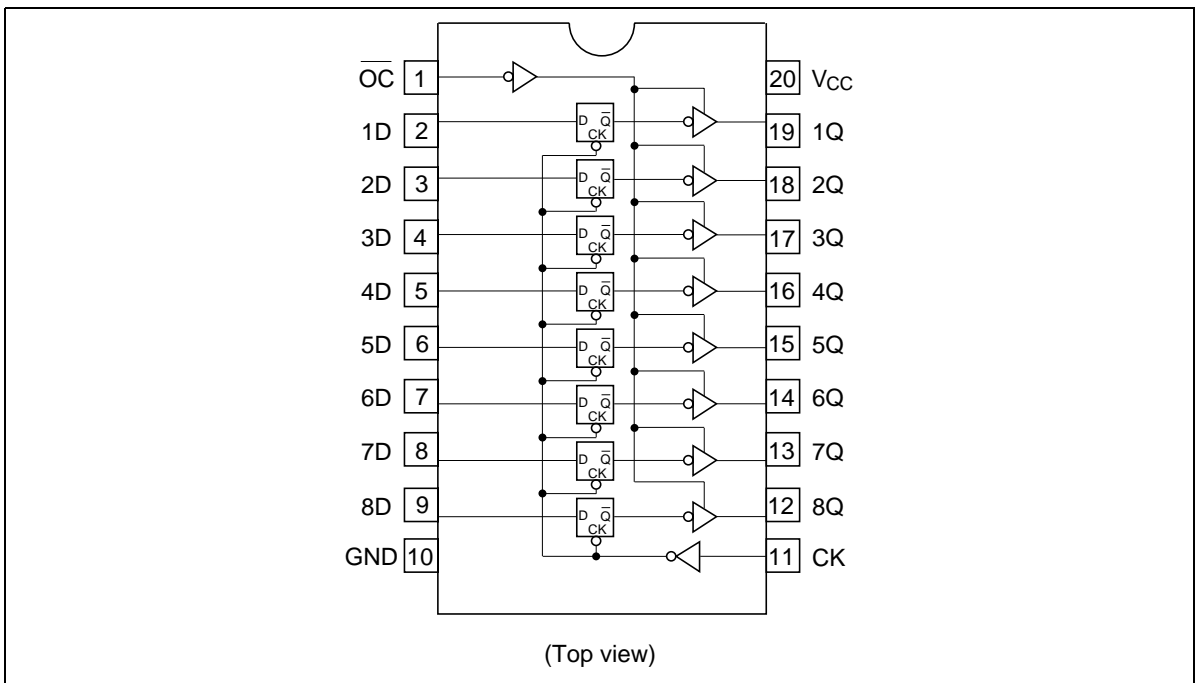 O̅C̅ 1 20 VCC
D Q̅
CK
1D 2 19 1Q
D Q̅
CK
2D 3 18 2Q
D Q̅
CK
3D 4 17 3Q
D Q̅
CK
4D 5 16 4Q
D Q̅
CK
5D 6 15 5Q
D Q̅
CK
6D 7 14 6Q
D Q̅
CK
7D 8 13 7Q
D Q̅
CK
8D 9 12 8Q
GND 10 11 CK
(Top view)